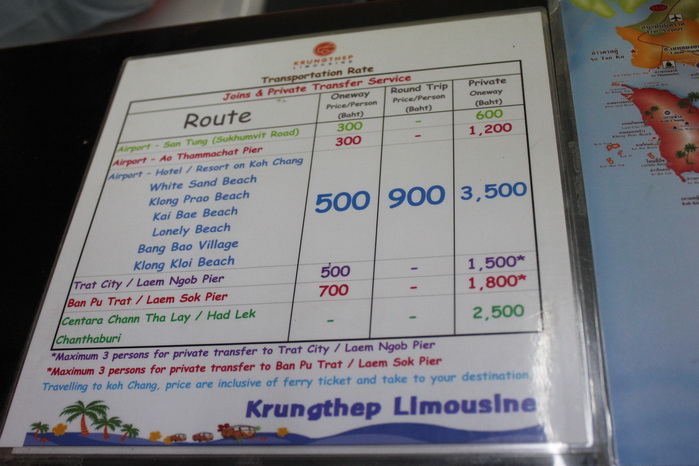 KRUNGTHEP
LIMOUSINE
Transportation Rate
Joins & Private Transfer Service
Route
Oneway
Price/Person
(Baht)
Round Trip
Price/Person
(Baht)
Private
Oneway
(Baht)
Airport - San Tung (Sukhumvit Road) 300 - 600
Airport - Ao Thammachat Pier 300 - 1,200
Airport - Hotel / Resort on Koh Chang
White Sand Beach
Klong Prao Beach
Kai Bae Beach
Lonely Beach
Bang Bao Village
Klong Kloi Beach
500 900 3,500
Trat City / Laem Ngob Pier 500 - 1,500*
Ban Pu Trat / Laem Sok Pier 700 - 1,800*
Centara Chann Tha Lay / Had Lek - - 2,500
Chanthaburi
*Maximum 3 persons for private transfer to Trat City / Laem Ngob Pier
*Maximum 3 persons for private transfer to Ban Pu Trat / Laem Sok Pier
Travelling to koh Chang, price are inclusive of ferry ticket and take to your destination.
Krungthep Limousine